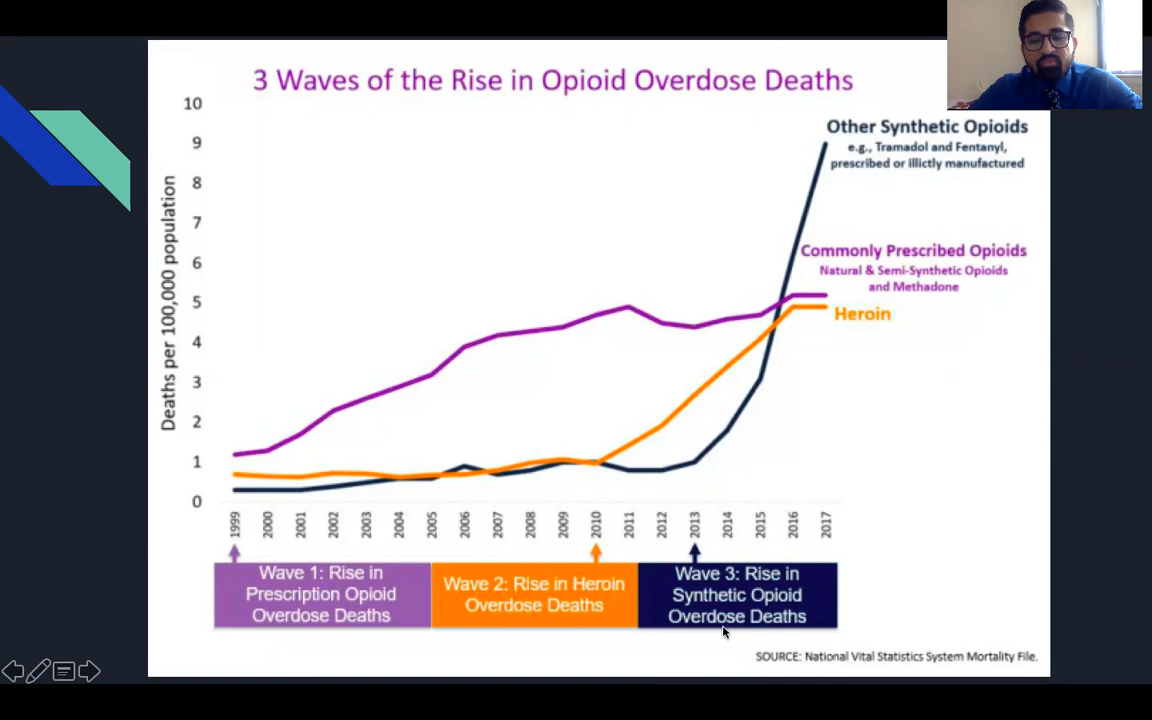 3 Waves of the Rise in Opioid Overdose Deaths
10
9
8
7
6
5
4
3
2
1
0
Deaths per 100,000 population
Other Synthetic Opioids
e.g., Tramadol and Fentanyl,
prescribed or illictly manufactured
Commonly Prescribed Opioids
Natural & Semi-Synthetic Opioids
and Methadone
Heroin
1999
2000
2001
2002
2003
2004
2005
2006
2007
2008
2009
2010
2011
2012
2013
2014
2015
2016
2017
Wave 1: Rise in
Prescription Opioid
Overdose Deaths
Wave 2: Rise in Heroin
Overdose Deaths
Wave 3: Rise in
Synthetic Opioid
Overdose Deaths
SOURCE: National Vital Statistics System Mortality File.